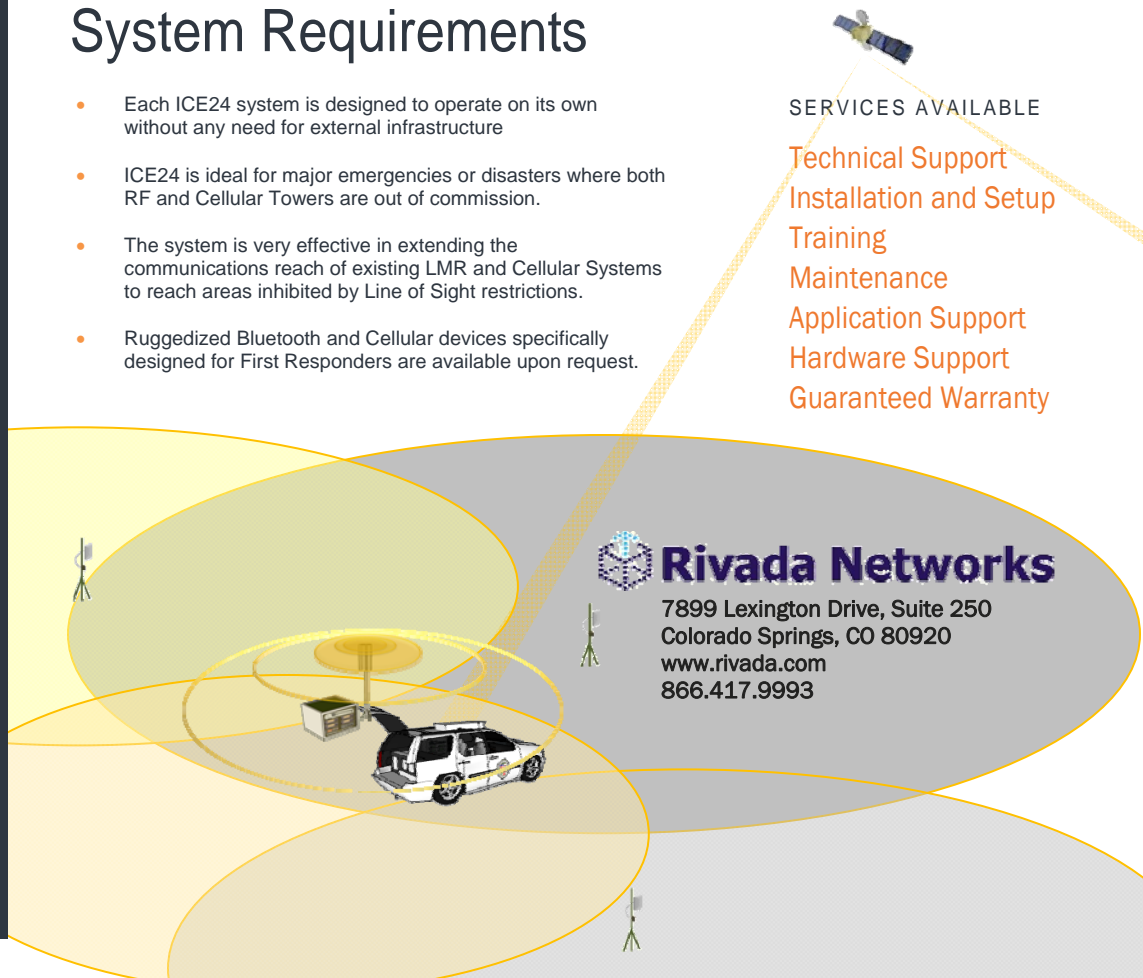 System Requirements
• Each ICE24 system is designed to operate on its own
without any need for external infrastructure
• ICE24 is ideal for major emergencies or disasters where both
RF and Cellular Towers are out of commission.
• The system is very effective in extending the
communications reach of existing LMR and Cellular Systems
to reach areas inhibited by Line of Sight restrictions.
• Ruggedized Bluetooth and Cellular devices specifically
designed for First Responders are available upon request.
SERVICES AVAILABLE
Technical Support
Installation and Setup
Training
Maintenance
Application Support
Hardware Support
Guaranteed Warranty
Rivada Networks
7899 Lexington Drive, Suite 250
Colorado Springs, CO 80920
www.rivada.com
866.417.9993